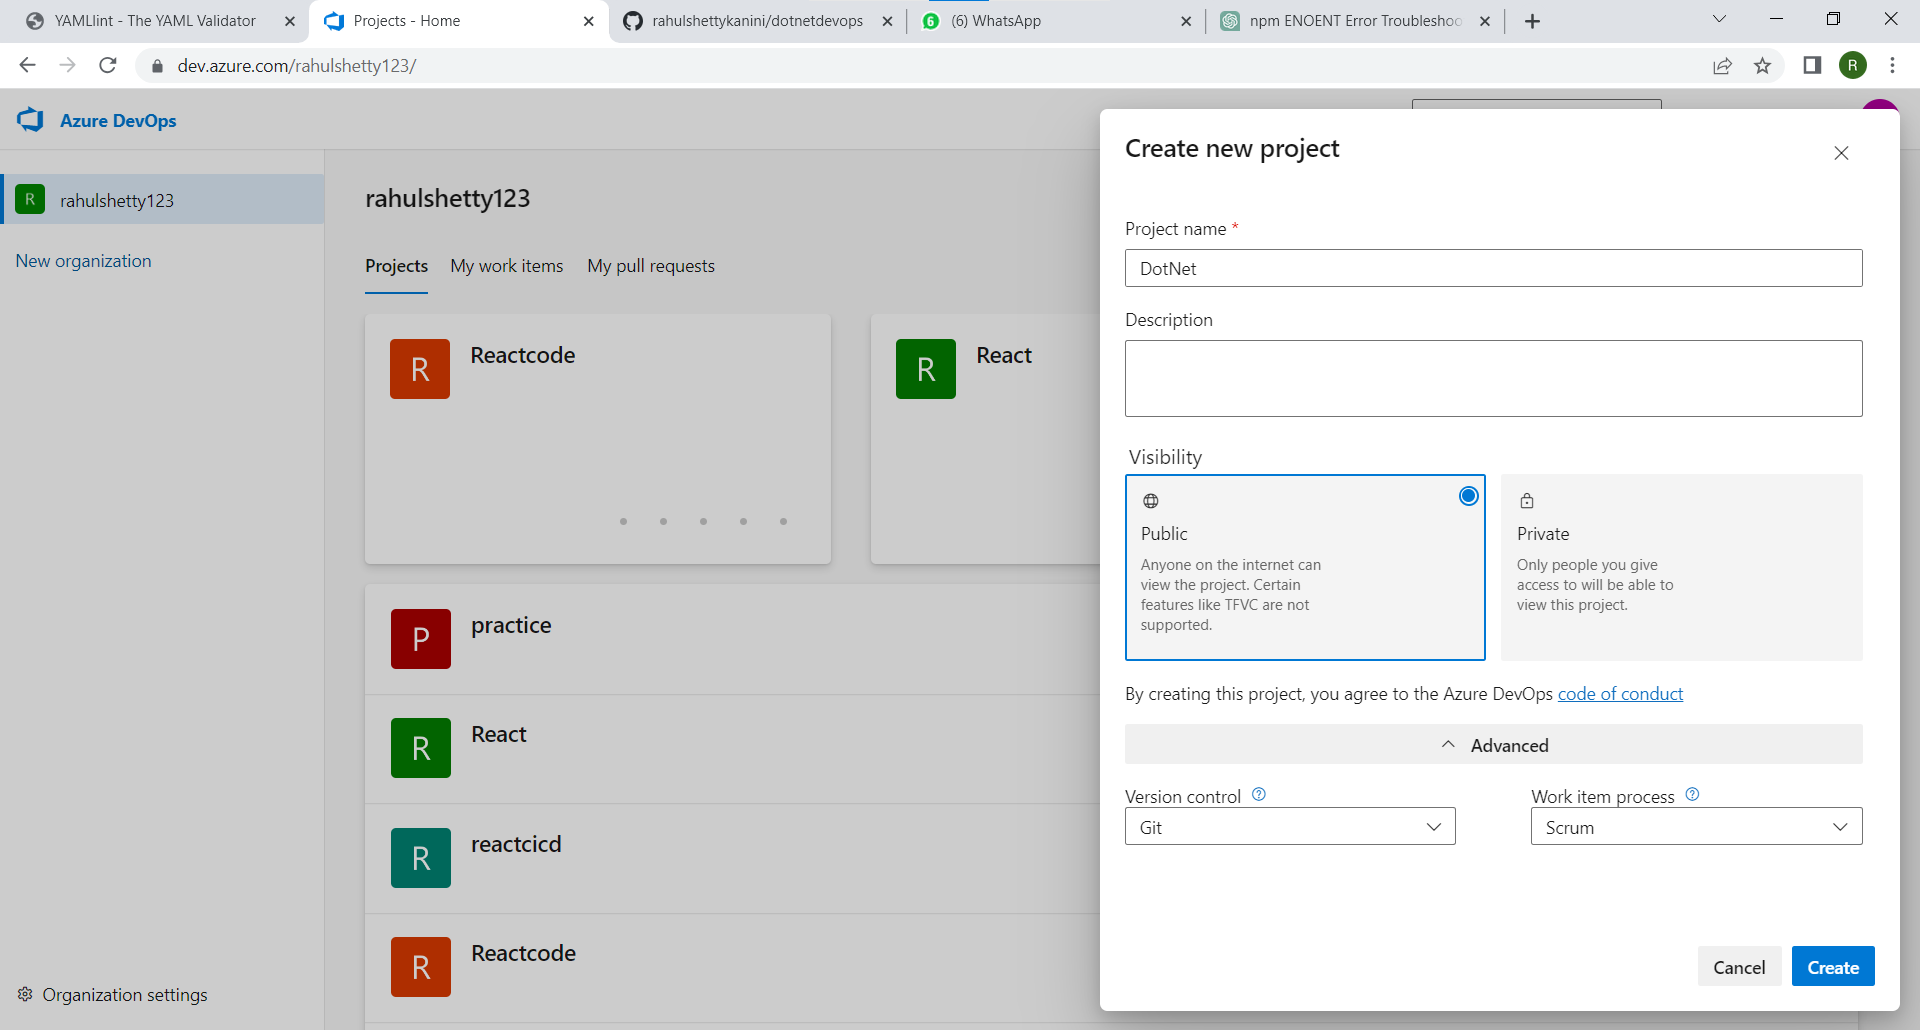 YAMLlint - The YAML Validator
Projects - Home
rahulshettykanini/dotnetdevops
6
(6) WhatsApp
npm ENOENT Error Troubleshoo
dev.azure.com/rahulshetty123/
R
Azure DevOps
R
rahulshetty123
New organization
Organization settings
rahulshetty123
Projects
My work items
My pull requests
R
Reactcode
R
React
P
practice
R
React
R
reactcicd
R
Reactcode
Create new project
Project name *
DotNet
Description
Visibility
Public
Anyone on the internet can
view the project. Certain
features like TFVC are not
supported.
Private
Only people you give
access to will be able to
view this project.
By creating this project, you agree to the Azure DevOps code of conduct
Advanced
Version control
Git
Work item process
Scrum
Cancel
Create